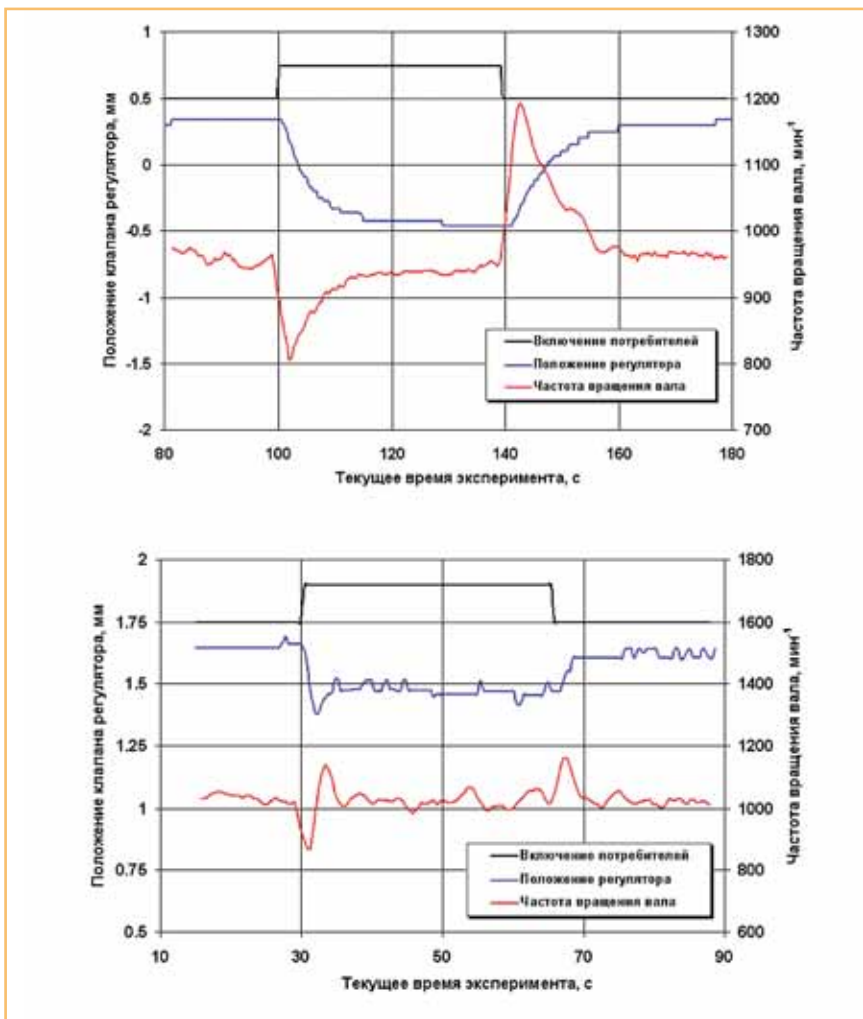 1
0.5
0
-0.5
-1
-1.5
-2
Положение клапана регулятора, мм
1300
1200
1100
1000
900
800
700
Частота вращения вала, мин⁻¹
Включение потребителей
Положение регулятора
Частота вращения вала
80 100 120 140 160 180
Текущее время эксперимента, с
2
1.75
1.5
1.25
1
0.75
0.5
Положение клапана регулятора, мм
1800
1600
1400
1200
1000
800
600
Частота вращения вала, мин⁻¹
Включение потребителей
Положение регулятора
Частота вращения вала
10 30 50 70 90
Текущее время эксперимента, с